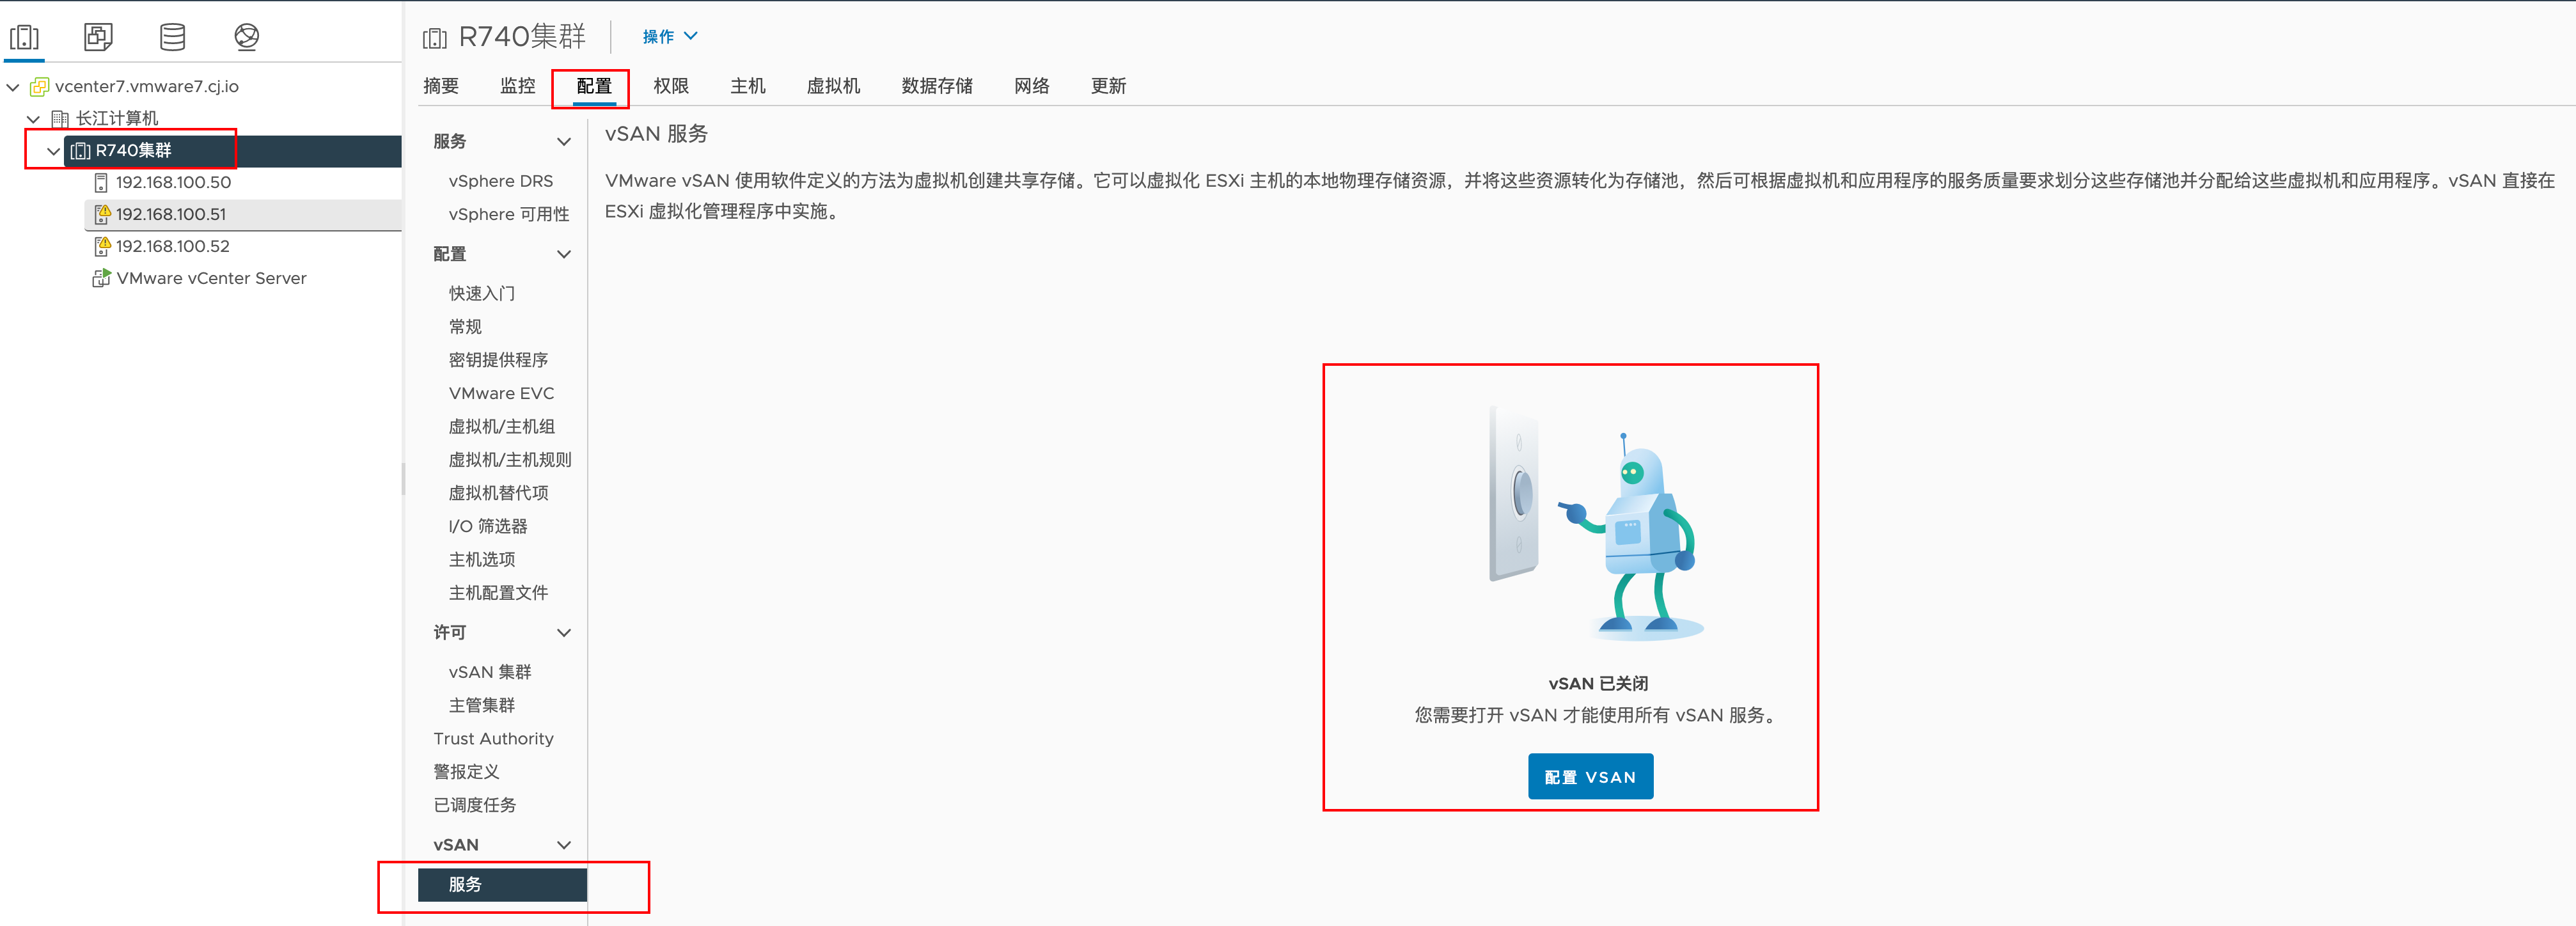 vcenter7.vmware7.cj.io
长江计算机
R740集群
192.168.100.50
192.168.100.51
192.168.100.52
VMware vCenter Server
R740集群
操作
摘要 监控 配置 权限 主机 虚拟机 数据存储 网络 更新
服务
vSphere DRS
vSphere 可用性
配置
快速入门
常规
密钥提供程序
VMware EVC
虚拟机/主机组
虚拟机/主机规则
虚拟机替代项
I/O 筛选器
主机选项
主机配置文件
许可
vSAN 集群
主管集群
Trust Authority
警报定义
已调度任务
vSAN
服务
vSAN 服务
VMware vSAN 使用软件定义的方法为虚拟机创建共享存储。它可以虚拟化 ESXi 主机的本地物理存储资源，并将这些资源转化为存储池，然后可根据虚拟机和应用程序的服务质量要求划分这些存储池并分配给这些虚拟机和应用程序。vSAN 直接在
ESXi 虚拟化管理程序中实施。
vSAN 已关闭
您需要打开 vSAN 才能使用所有 vSAN 服务。
配置 VSAN